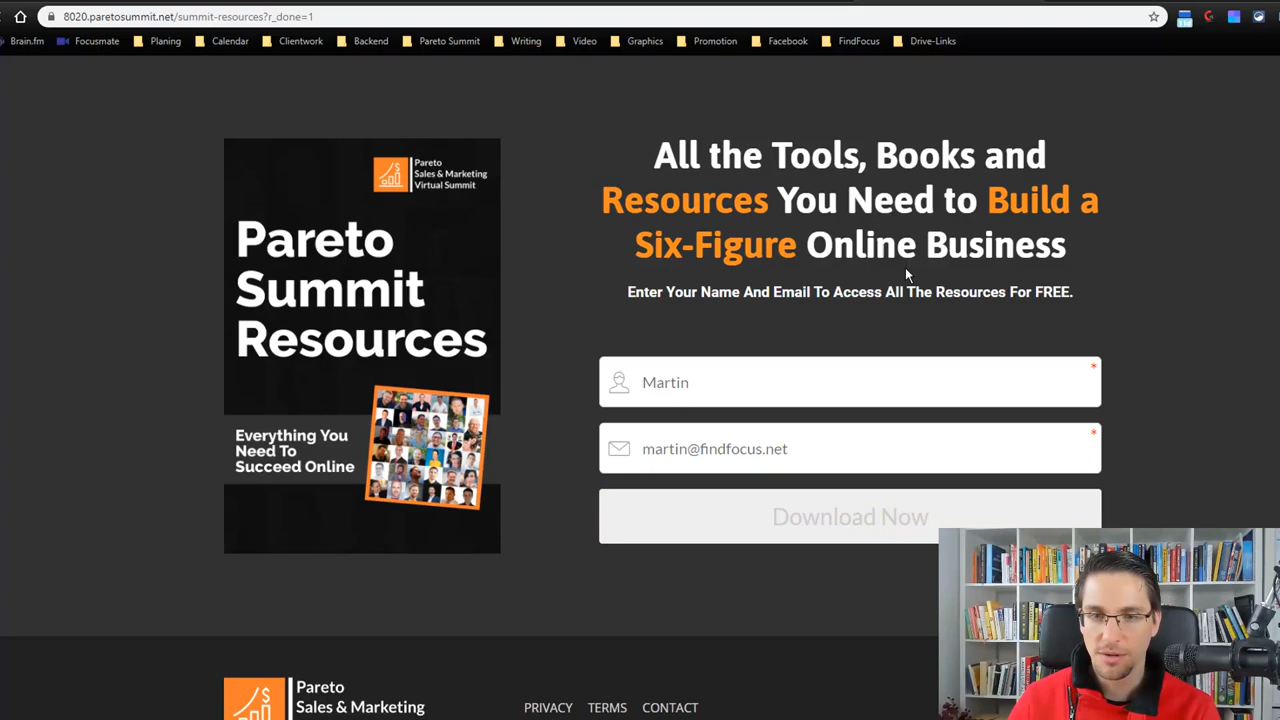 8020.paretosummit.net/summit-resources?r_done=1
Brain.fm Focusmate Planing Calendar Clientwork Backend Pareto Summit Writing Video Graphics Promotion Facebook FindFocus Drive-Links
Pareto
Sales & Marketing
Virtual Summit
Pareto
Summit
Resources
Everything You
Need To
Succeed Online
All the Tools, Books and
Resources You Need to Build a
Six-Figure Online Business
Enter Your Name And Email To Access All The Resources For FREE.
Martin
*
martin@findfocus.net
*
Download Now
Pareto
Sales & Marketing
PRIVACY TERMS CONTACT